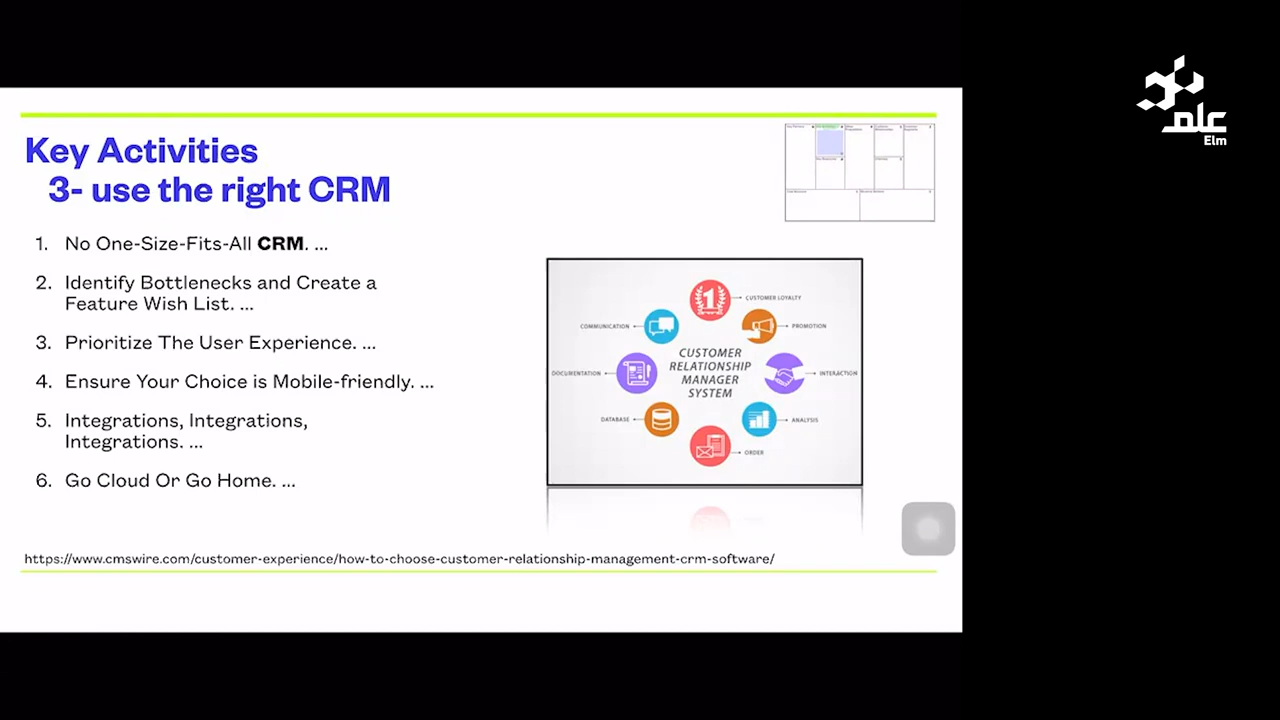 علم
Elm
Key Activities
3- use the right CRM
1. No One-Size-Fits-All CRM. ...
2. Identify Bottlenecks and Create a
Feature Wish List. ...
3. Prioritize The User Experience. ...
4. Ensure Your Choice is Mobile-friendly. ...
5. Integrations, Integrations,
Integrations. ...
6. Go Cloud Or Go Home. ...
CUSTOMER LOYALTY
COMMUNICATION
PROMOTION
CUSTOMER
RELATIONSHIP
MANAGER
SYSTEM
DOCUMENTATION
INTERACTION
DATABASE
ANALYSIS
ORDER
https://www.cmswire.com/customer-experience/how-to-choose-customer-relationship-management-crm-software/